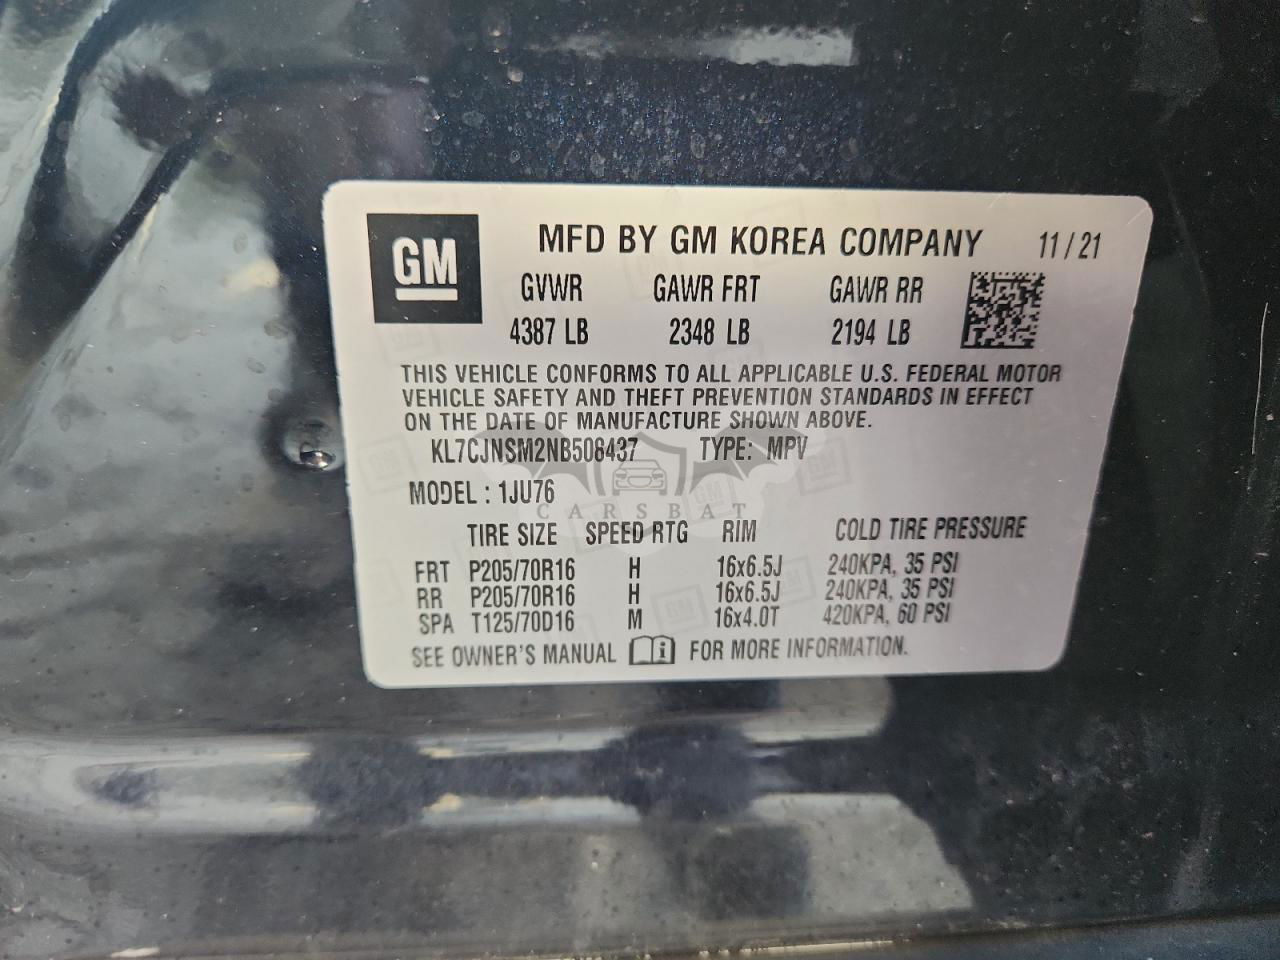 GM
MFD BY GM KOREA COMPANY 11/21
GVWR GAWR FRT GAWR RR
4387 LB 2348 LB 2194 LB
THIS VEHICLE CONFORMS TO ALL APPLICABLE U.S. FEDERAL MOTOR
VEHICLE SAFETY AND THEFT PREVENTION STANDARDS IN EFFECT
ON THE DATE OF MANUFACTURE SHOWN ABOVE.
KL7CJNSM2NB506437 TYPE: MPV
MODEL : 1JU76
CARSBAT
TIRE SIZE SPEED RTG RIM COLD TIRE PRESSURE
FRT P205/70R16 H 16x6.5J 240KPA, 35 PSI
RR P205/70R16 H 16x6.5J 240KPA, 35 PSI
SPA T125/70D16 M 16x4.0T 420KPA, 60 PSI
SEE OWNER'S MANUAL i FOR MORE INFORMATION.